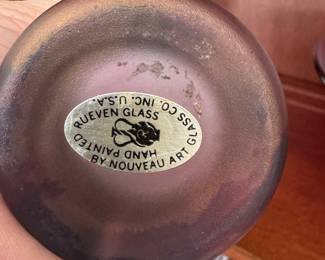 RUEVEN GLASS
HAND PAINTED
BY NOUVEAU ART GLASS CO. INC. U.S.A.